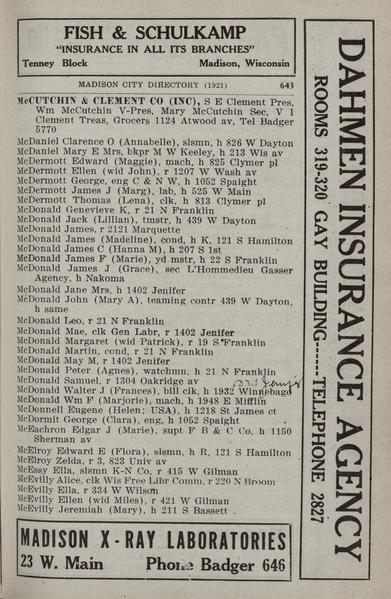 FISH & SCHULKAMP
"INSURANCE IN ALL ITS BRANCHES"
Tenney Block Madison, Wisconsin
MADISON CITY DIRECTORY (1921) 643
McCUTCHIN & CLEMENT CO (INC), S E Clement Pres,
Wm McCutchin V-Pres, Mary McCutchin Sec, V I
Clement Treas, Grocers 1124 Atwood av, Tel Badger
5770
McDaniel Clarence O (Annabelle), slsmn, h 826 W Dayton
McDaniel Mary E Mrs, bkpr M W Keeley, h 213 Wis av
McDermott Edward (Maggie), mach, h 825 Clymer pl
McDermott Ellen (wid John), r 1207 W Wash av
McDermott George, eng C & N W, h 1052 Spaight
McDermott James J (Marg), lab, h 525 W Main
McDermott Thomas (Lena), clk, h 813 Clymer pl
McDonald Genevieve K, r 21 N Franklin
McDonald Jack (Lillian), tmstr, h 439 W Dayton
McDonald James, r 2121 Marquette
McDonald James (Madeline), cond, h K, 121 S Hamilton
McDonald James C (Hanna M), h 207 S 1st
McDonald James F (Marie), yd mstr, h 22 S Franklin
McDonald James J (Grace), sec L'Hommedieu Gasser
Agency, h Nakoma
McDonald Jane Mrs, h 1402 Jenifer
McDonald John (Mary A), teaming contr 439 W Dayton,
h same
McDonald Leo, r 21 N Franklin
McDonald Mae, clk Gen Labr, r 1402 Jenifer
McDonald Margaret (wid Patrick), r 19 S Franklin
McDonald Martin, cond, r 21 N Franklin
McDonald May M, r 1402 Jenifer
McDonald Peter (Agnes), watchmn, h 21 N Franklin
McDonald Samuel, r 1304 Oakridge av
McDonald Walter J (Frances), bill clk, h 1932 Winnebago
McDonald Wm F (Marjorie), mach, h 1948 E Mifflin
McDonnell Eugene (Helen; USA), h 1218 St James ct
McDormit George (Clara), eng, h 1052 Spaight
McEachron Edgar J (Marie), supt F B & C Co, h 1150
Sherman av
McElroy Edward E (Flora), slsmn, h R, 121 S Hamilton
McElroy Zelda, r 3, 823 Univ av
McEssy Ella, slsmn K-N Co, r 415 W Gilman
McEvilly Alice, clk Wis Free Libr Comm, r 220 N Broom
McEvilly Ella, r 334 W Wilson
McEvilly Ellen (wid Miles), r 421 W Gilman
McEvilly Jeremiah (Mary), h 211 S Bassett
MADISON X-RAY LABORATORIES
23 W. Main Phone Badger 646
DAHMEN INSURANCE AGENCY
ROOMS 319-320 GAY BUILDING------TELEPHONE 2827